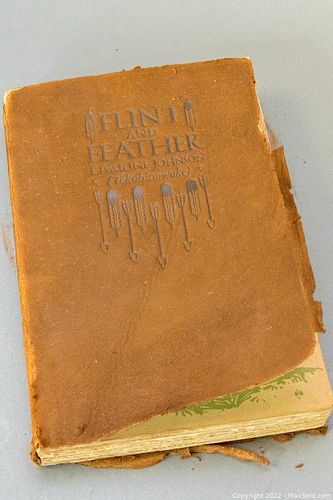 FLINT
AND
FEATHER
E. PAULINE JOHNSON
(Tekahionwake)
Copyright 2022 - MaxSold.com